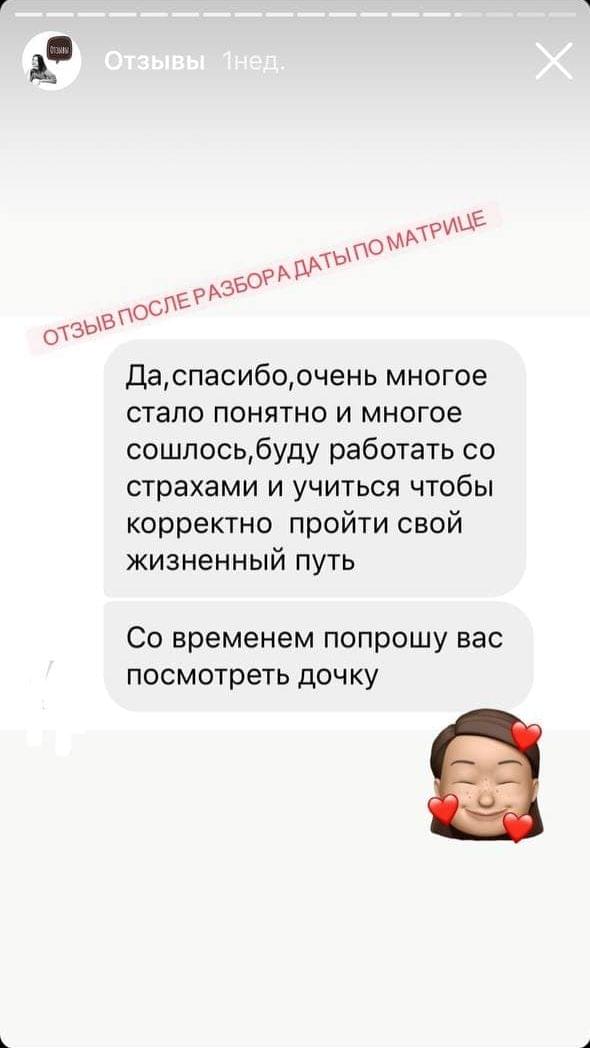 Отзывы 1нед.
ОТЗЫВ ПОСЛЕ РАЗБОРА ДАТЫ ПО МАТРИЦЕ
Да,спасибо,очень многое
стало понятно и многое
сошлось,буду работать со
страхами и учиться чтобы
корректно  пройти свой
жизненный путь
Со временем попрошу вас
посмотреть дочку